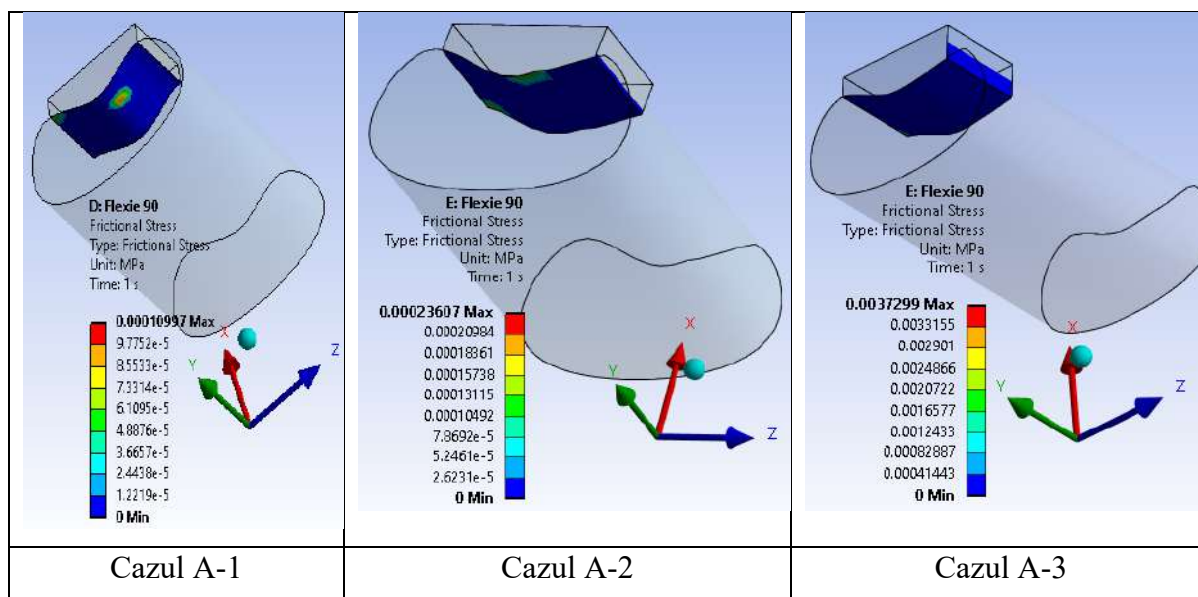 D: Flexie 90
Frictional Stress
Type: Frictional Stress
Unit: MPa
Time: 1 s
0.00010997 Max
9.7752e-5
8.5533e-5
7.3314e-5
6.1095e-5
4.8876e-5
3.6657e-5
2.4438e-5
1.2219e-5
0 Min
X
Y
Z
Cazul A-1
E: Flexie 90
Frictional Stress
Type: Frictional Stress
Unit: MPa
Time: 1 s
0.00023607 Max
0.00020984
0.00018361
0.00015738
0.00013115
0.00010492
7.8692e-5
5.2461e-5
2.6231e-5
0 Min
X
Y
Z
Cazul A-2
E: Flexie 90
Frictional Stress
Type: Frictional Stress
Unit: MPa
Time: 1 s
0.0037299 Max
0.0033155
0.002901
0.0024866
0.0020722
0.0016577
0.0012433
0.00082887
0.00041443
0 Min
X
Y
Z
Cazul A-3